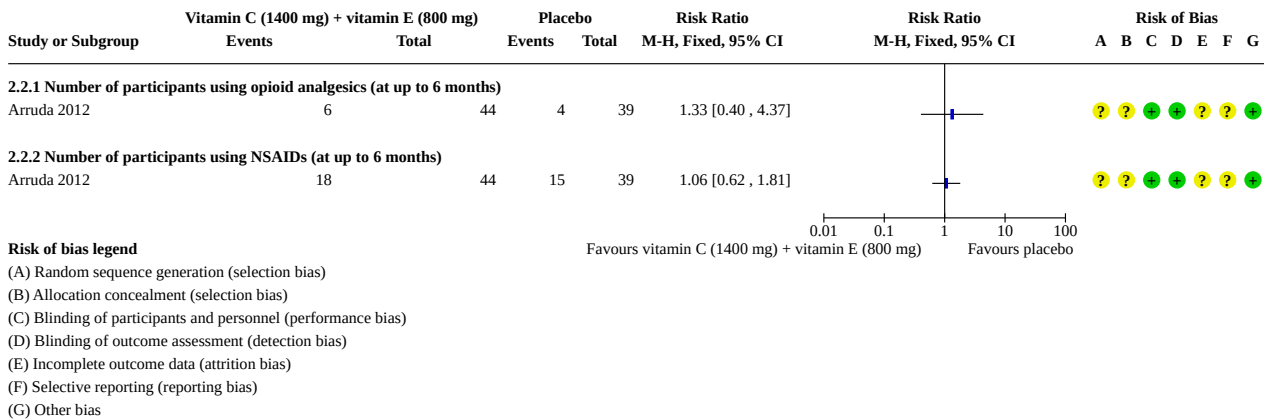 Vitamin C (1400 mg) + vitamin E (800 mg) Placebo Risk Ratio Risk Ratio Risk of Bias
Study or Subgroup Events Total Events Total M-H, Fixed, 95% CI M-H, Fixed, 95% CI A B C D E F G
2.2.1 Number of participants using opioid analgesics (at up to 6 months)
Arruda 2012 6 44 4 39 1.33 [0.40 , 4.37] ? ? + + ? ? +
2.2.2 Number of participants using NSAIDs (at up to 6 months)
Arruda 2012 18 44 15 39 1.06 [0.62 , 1.81] ? ? + + ? ? +
0.01 0.1 1 10 100
Risk of bias legend Favours vitamin C (1400 mg) + vitamin E (800 mg) Favours placebo
(A) Random sequence generation (selection bias)
(B) Allocation concealment (selection bias)
(C) Blinding of participants and personnel (performance bias)
(D) Blinding of outcome assessment (detection bias)
(E) Incomplete outcome data (attrition bias)
(F) Selective reporting (reporting bias)
(G) Other bias